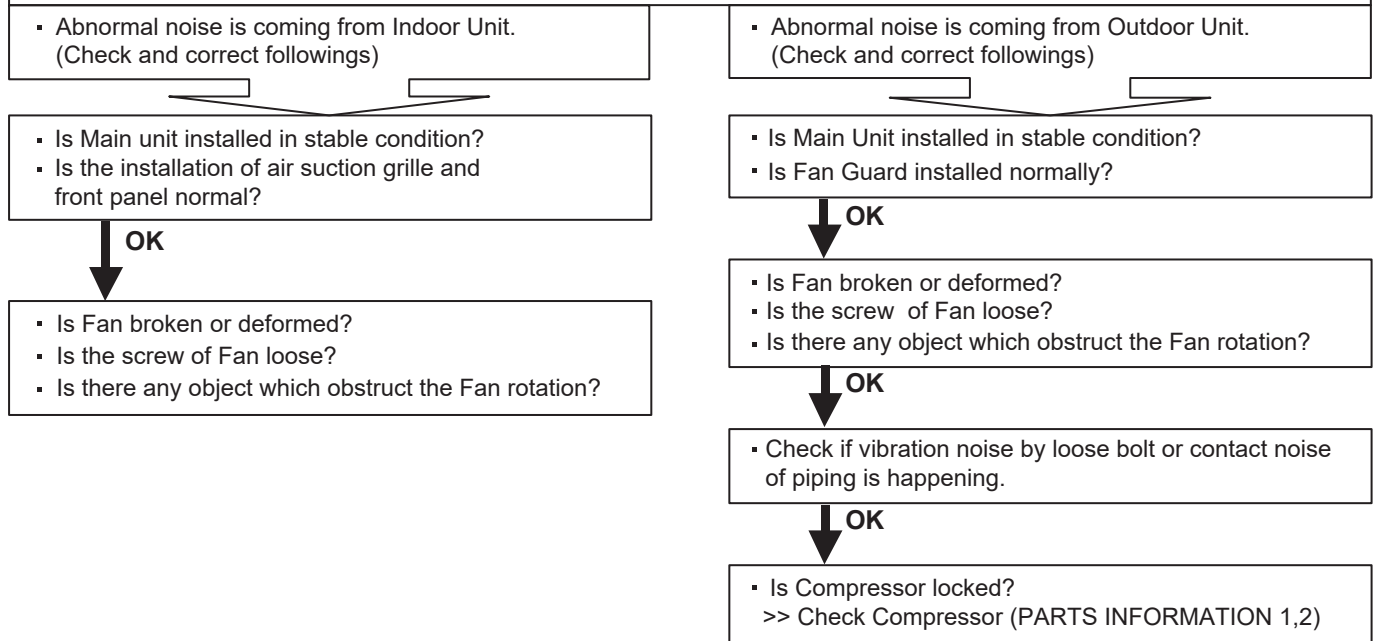 ▪ Abnormal noise is coming from Indoor Unit.
(Check and correct followings)
▪ Is Main unit installed in stable condition?
▪ Is the installation of air suction grille and
front panel normal?
OK
▪ Is Fan broken or deformed?
▪ Is the screw of Fan loose?
▪ Is there any object which obstruct the Fan rotation?
▪ Abnormal noise is coming from Outdoor Unit.
(Check and correct followings)
▪ Is Main Unit installed in stable condition?
▪ Is Fan Guard installed normally?
OK
▪ Is Fan broken or deformed?
▪ Is the screw of Fan loose?
▪ Is there any object which obstruct the Fan rotation?
OK
▪ Check if vibration noise by loose bolt or contact noise
of piping is happening.
OK
▪ Is Compressor locked?
>> Check Compressor (PARTS INFORMATION 1,2)